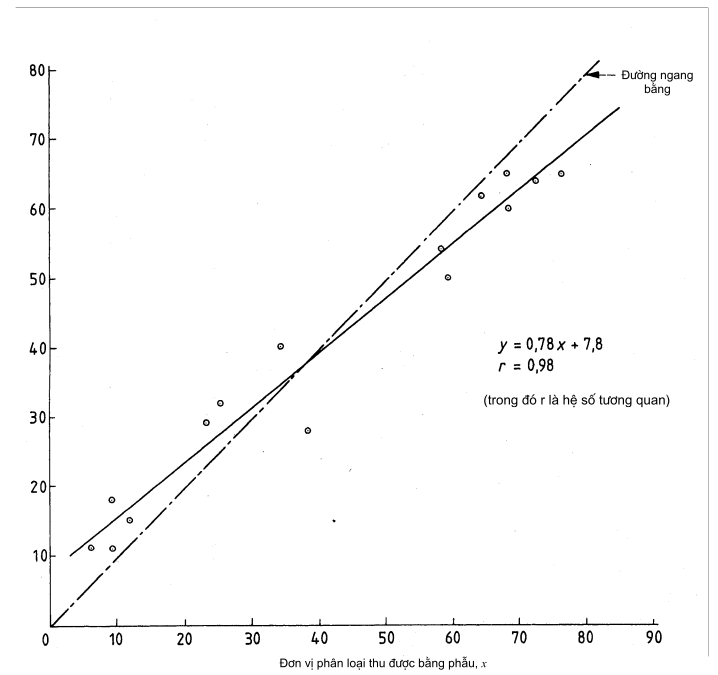 80
Đường ngang
bằng
70
60
50
40
y = 0,78x + 7,8
r = 0,98
(trong đó r là hệ số tương quan)
30
20
10
0 10 20 30 40 50 60 70 80 90
Đơn vị phân loại thu được bằng phẫu, x